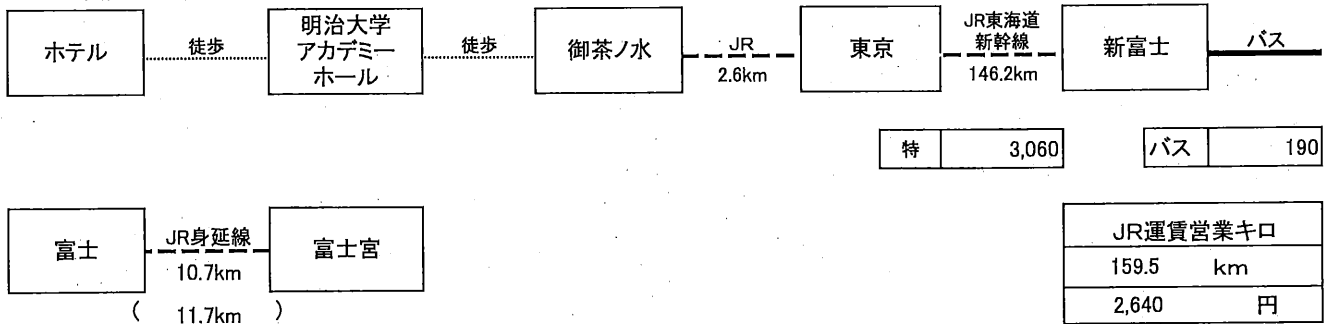 ホテル
徒歩
明治大学
アカデミー
ホール
徒歩
御茶ノ水
JR
2.6km
東京
JR東海道
新幹線
146.2km
新富士
バス
特 3,060
バス 190
富士
JR身延線
10.7km
( 11.7km )
富士宮
JR運賃営業キロ
159.5 km
2,640 円